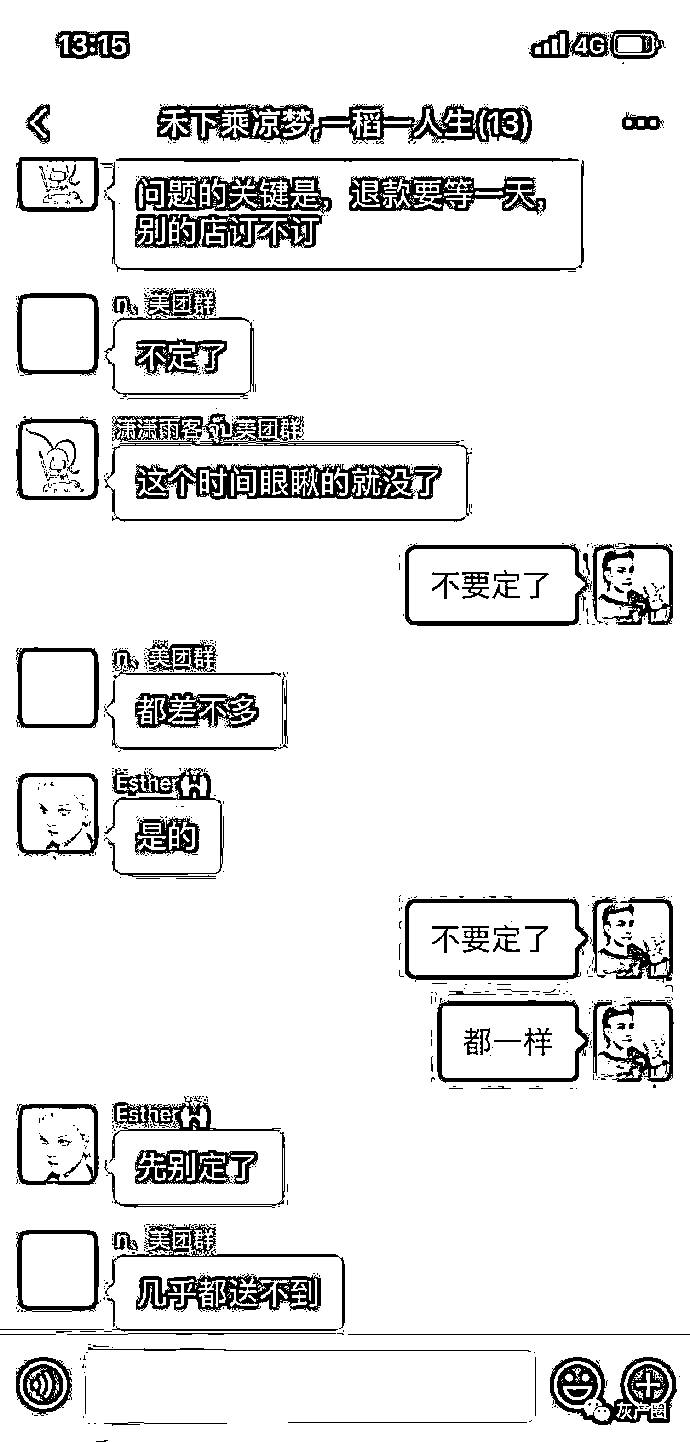 13:15
4G
禾下乘凉梦,一稻一人生(13)
问题的关键是，退款要等一天，
别的店订不订
n、美团群
不定了
潇潇雨客 美团群
这个时间眼瞅的就没了
不要定了
n、美团群
都差不多
Esther
是的
不要定了
都一样
Esther
先别定了
n、美团群
几乎都送不到
灰产圈